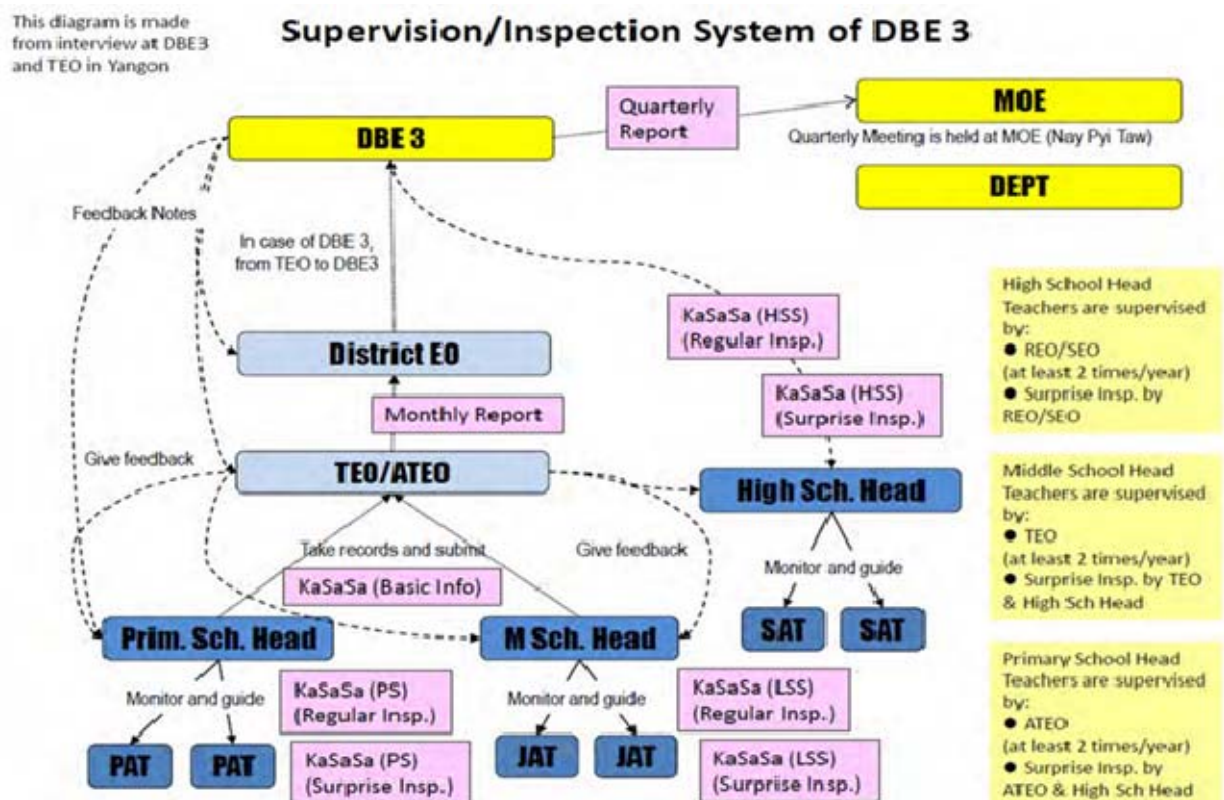 This diagram is made
from interview at DBE3
and TEO in Yangon
Supervision/Inspection System of DBE 3
MOE
Quarterly
Report
DBE 3
Quarterly Meeting is held at MOE (Nay Pyi Taw)
DEPT
Feedback Notes
In case of DBE 3,
from TEO to DBE3
KaSaSa (HSS)
(Regular Insp.)
District EO
KaSaSa (HSS)
(Surprise Insp.)
Monthly Report
Give feedback
TEO/ATEO
High Sch. Head
Take records and submit
Give feedback
KaSaSa (Basic Info)
Monitor and guide
SAT
SAT
Prim. Sch. Head
M Sch. Head
Monitor and guide
KaSaSa (PS)
(Regular Insp.)
Monitor and guide
KaSaSa (LSS)
(Regular Insp.)
PAT
PAT
KaSaSa (PS)
(Surprise Insp.)
JAT
JAT
KaSaSa (LSS)
(Surprise Insp.)
High School Head
Teachers are supervised
by:
● REO/SEO
(at least 2 times/year)
● Surprise Insp. by
REO/SEO
Middle School Head
Teachers are supervised
by:
● TEO
(at least 2 times/year)
● Surprise Insp. by TEO
& High Sch Head
Primary School Head
Teachers are supervised
by:
● ATEO
(at least 2 times/year)
● Surprise Insp. by
ATEO & High Sch Head